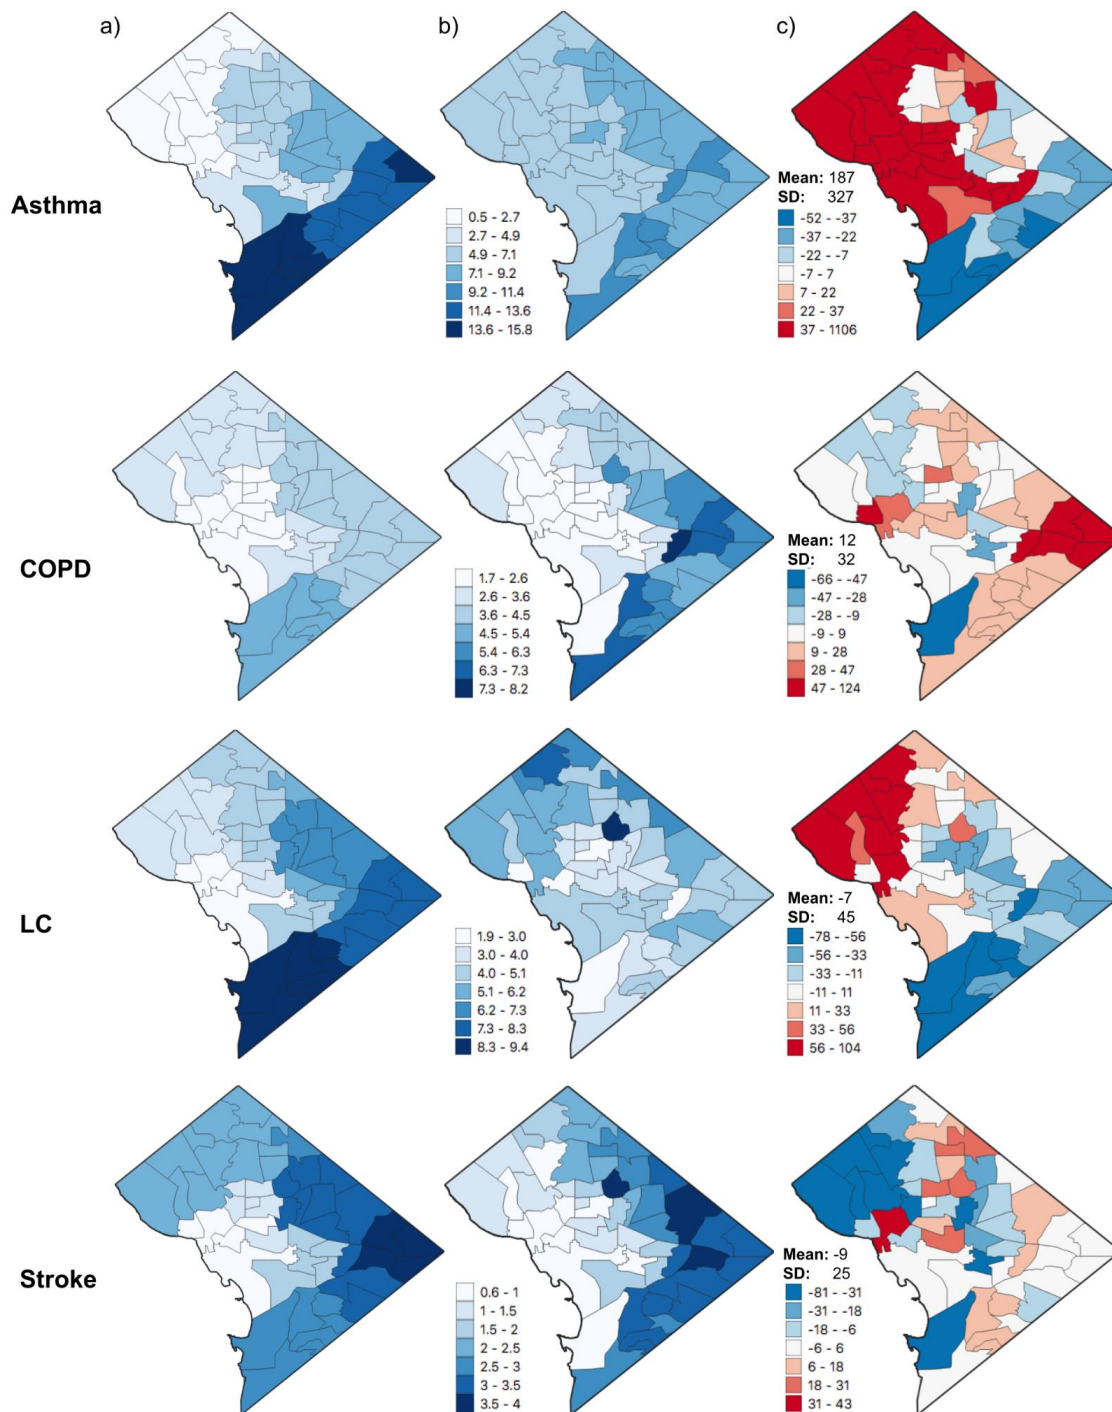 a)
b)
c)
Asthma
0.5 - 2.7
2.7 - 4.9
4.9 - 7.1
7.1 - 9.2
9.2 - 11.4
11.4 - 13.6
13.6 - 15.8
Mean: 187
SD: 327
-52 - -37
-37 - -22
-22 - -7
-7 - 7
7 - 22
22 - 37
37 - 1106
COPD
1.7 - 2.6
2.6 - 3.6
3.6 - 4.5
4.5 - 5.4
5.4 - 6.3
6.3 - 7.3
7.3 - 8.2
Mean: 12
SD: 32
-66 - -47
-47 - -28
-28 - -9
-9 - 9
9 - 28
28 - 47
47 - 124
LC
1.9 - 3.0
3.0 - 4.0
4.0 - 5.1
5.1 - 6.2
6.2 - 7.3
7.3 - 8.3
8.3 - 9.4
Mean: -7
SD: 45
-78 - -56
-56 - -33
-33 - -11
-11 - 11
11 - 33
33 - 56
56 - 104
Stroke
0.6 - 1
1 - 1.5
1.5 - 2
2 - 2.5
2.5 - 3
3 - 3.5
3.5 - 4
Mean: -9
SD: 25
-81 - -31
-31 - -18
-18 - -6
-6 - 6
6 - 18
18 - 31
31 - 43